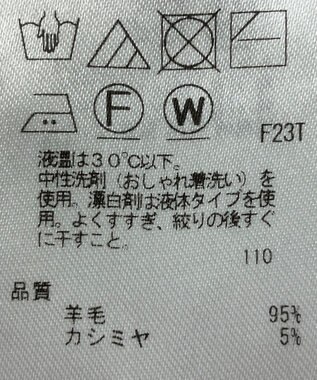 F
W
F23T
液温は30℃以下。
中性洗剤（おしゃれ着洗い）を
使用。漂白剤は液体タイプを使
用。よくすすぎ、絞りの後すぐ
に干すこと。
110
品質
羊毛 95%
カシミヤ 5%